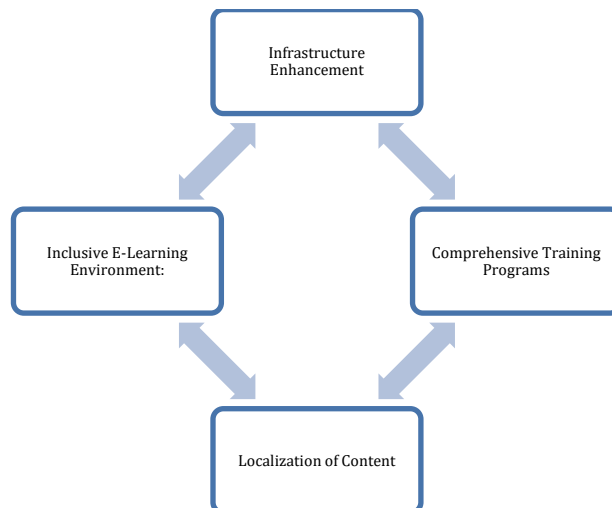 Infrastructure
Enhancement
Inclusive E-Learning
Environment:
Comprehensive Training
Programs
Localization of Content